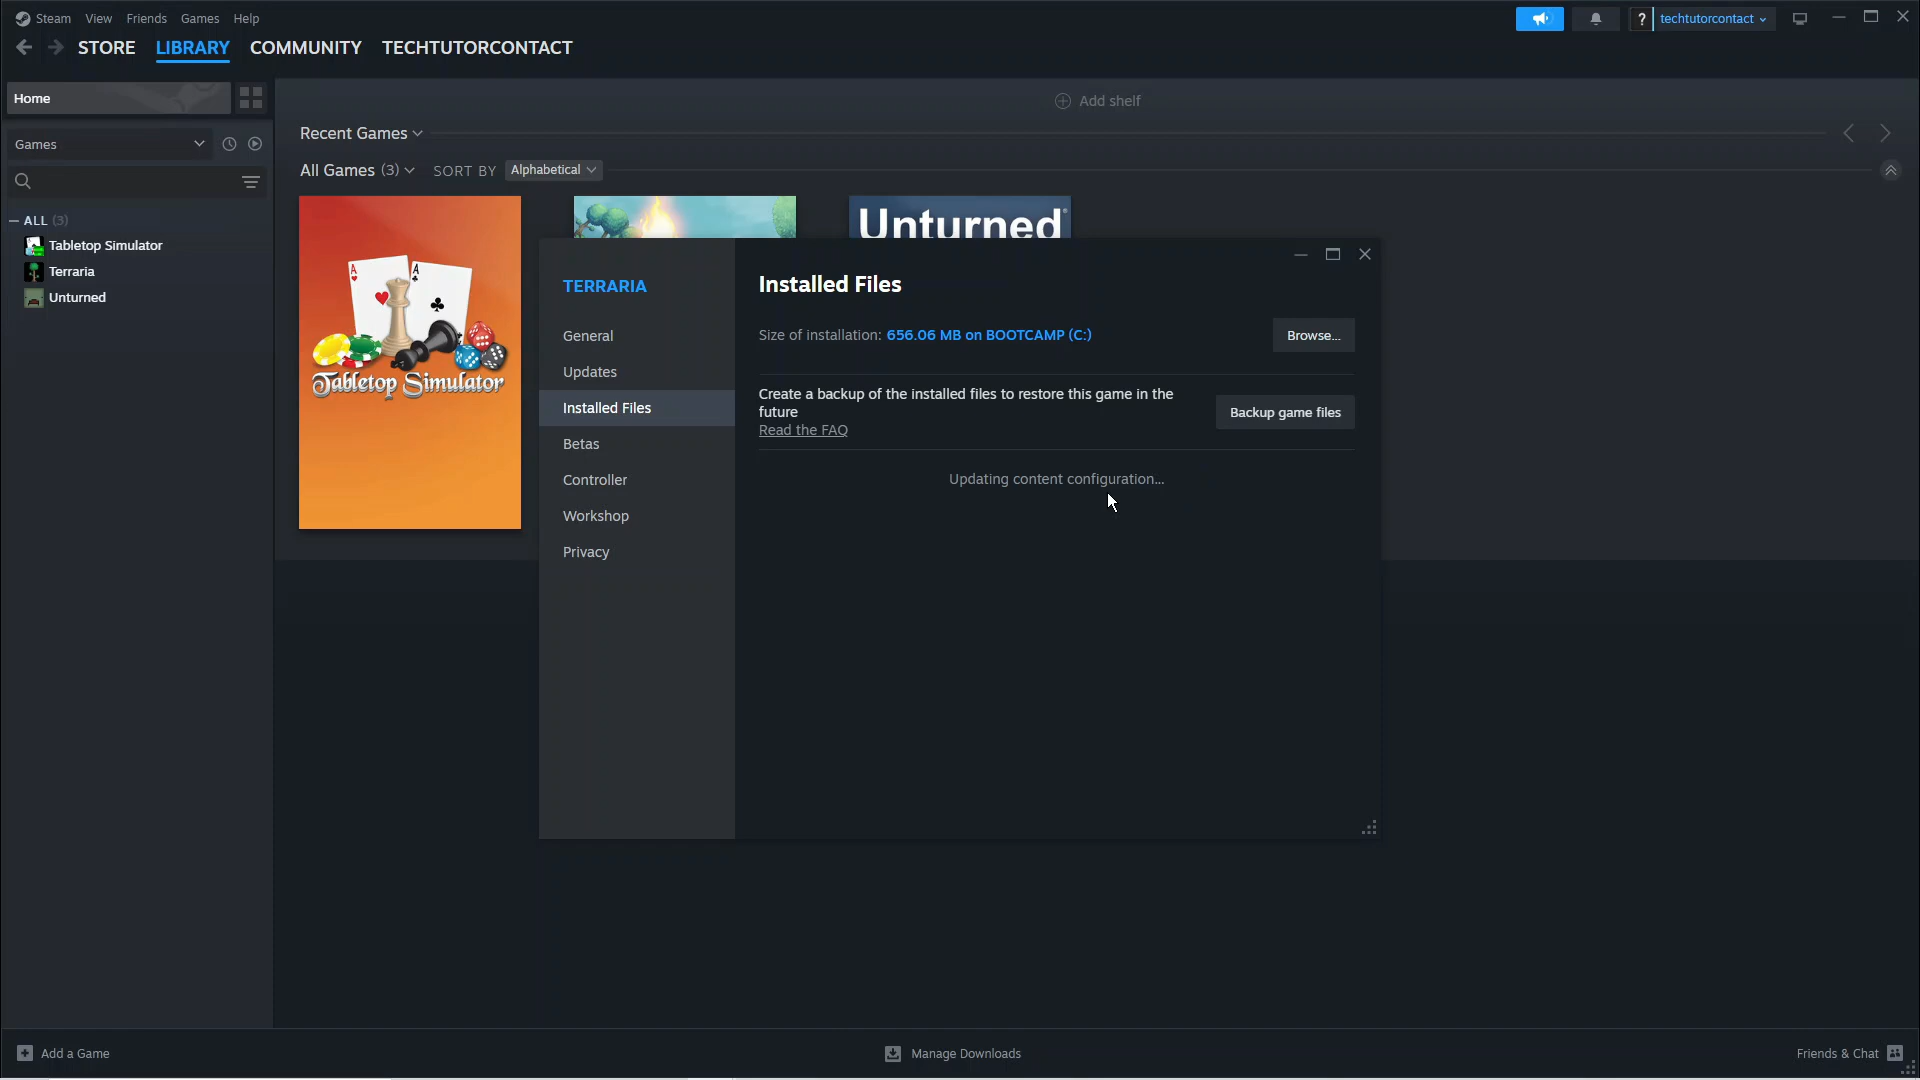 Steam View Friends Games Help
? techtutorcontact
STORE LIBRARY COMMUNITY TECHTUTORCONTACT
Home
Add shelf
Games
Recent Games
All Games (3) SORT BY Alphabetical
ALL (3)
Tabletop Simulator
Terraria
Unturned
A A
Tabletop Simulator
Unturned
TERRARIA
General
Updates
Installed Files
Betas
Controller
Workshop
Privacy
Installed Files
Size of installation: 656.06 MB on BOOTCAMP (C:)
Browse...
Create a backup of the installed files to restore this game in the
future
Read the FAQ
Backup game files
Updating content configuration...
Add a Game
Manage Downloads
Friends & Chat